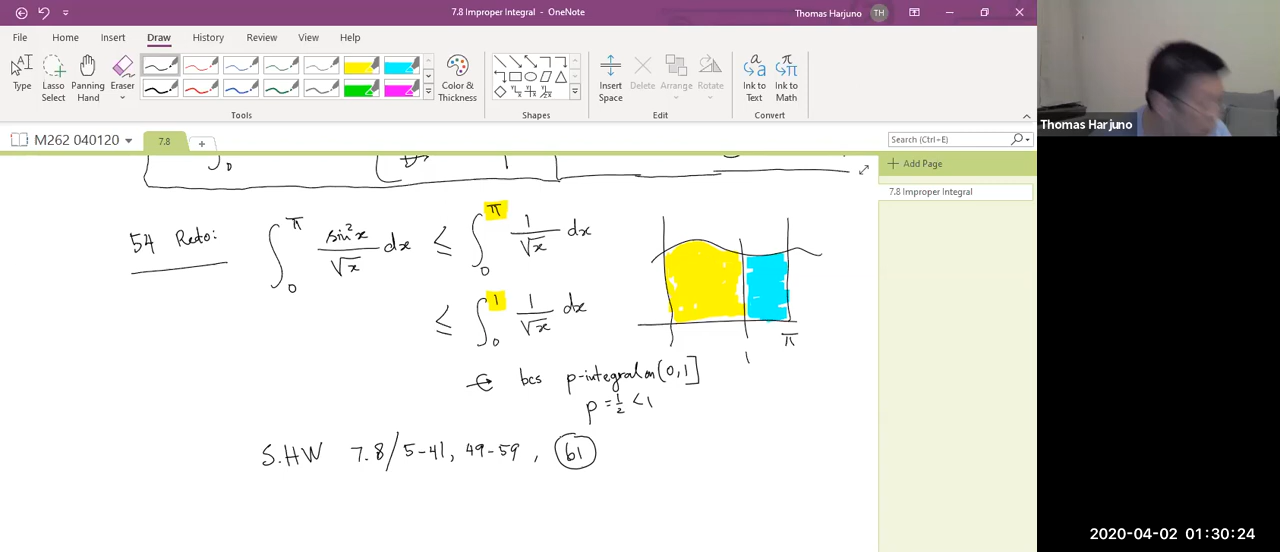 7.8 Improper Integral - OneNote
Thomas Harjuno TH
File Home Insert Draw History Review View Help
Type
Lasso Select
Panning Hand
Eraser
Color & Thickness
Insert Space
Delete
Arrange
Rotate
Ink to Text
Ink to Math
Tools
Shapes
Edit
Convert
Thomas Harjuno
M262 040120
7.8
Search (Ctrl+E)
Add Page
7.8 Improper Integral
∫₀
54 Redo: ∫₀^π sin²x/√x dx ≤ ∫₀^π 1/√x dx
≤ ∫₀^1 1/√x dx
1 π
C bcs p-integral on (0,1]
p = 1/2 < 1
S.HW 7.8/5-41, 49-59, 61
2020-04-02 01:30:24